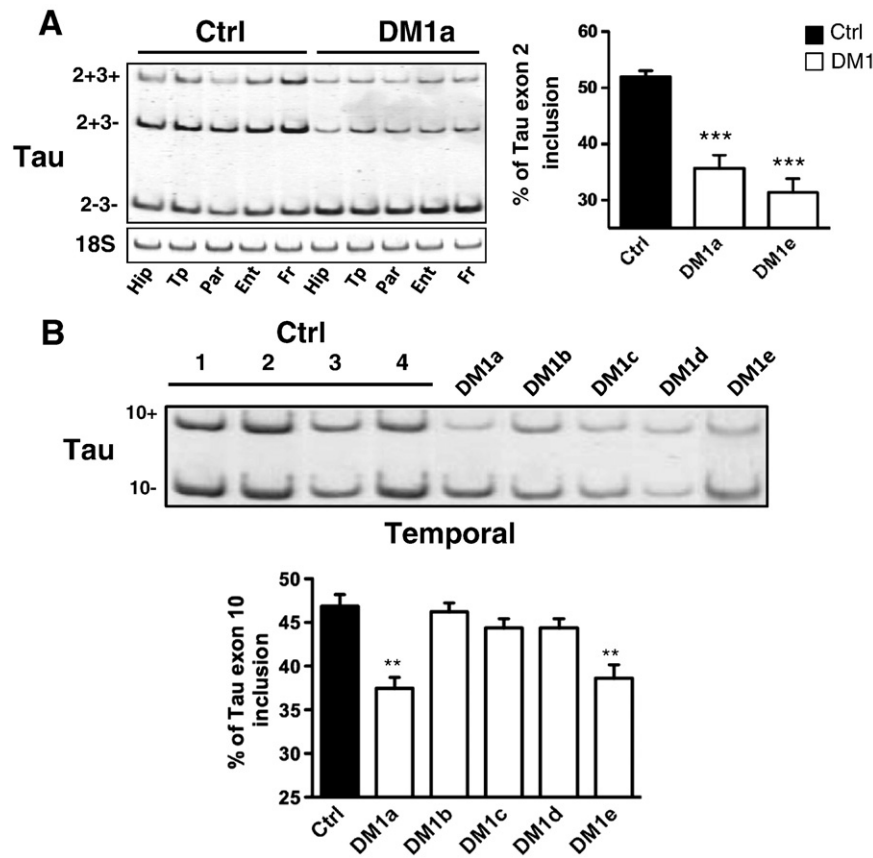 A
Ctrl DM1a
2+3+
2+3-
Tau
2-3-
18S
Hip Tp Par Ent Fr Hip Tp Par Ent Fr
% of Tau exon 2
inclusion
60
50
40
30
*** ***
Ctrl DM1a DM1e
Ctrl
DM1
B
Ctrl
1 2 3 4 DM1a DM1b DM1c DM1d DM1e
10+
Tau
10-
Temporal
% of Tau exon 10
inclusion
50
45
40
35
30
25
** **
Ctrl DM1a DM1b DM1c DM1d DM1e